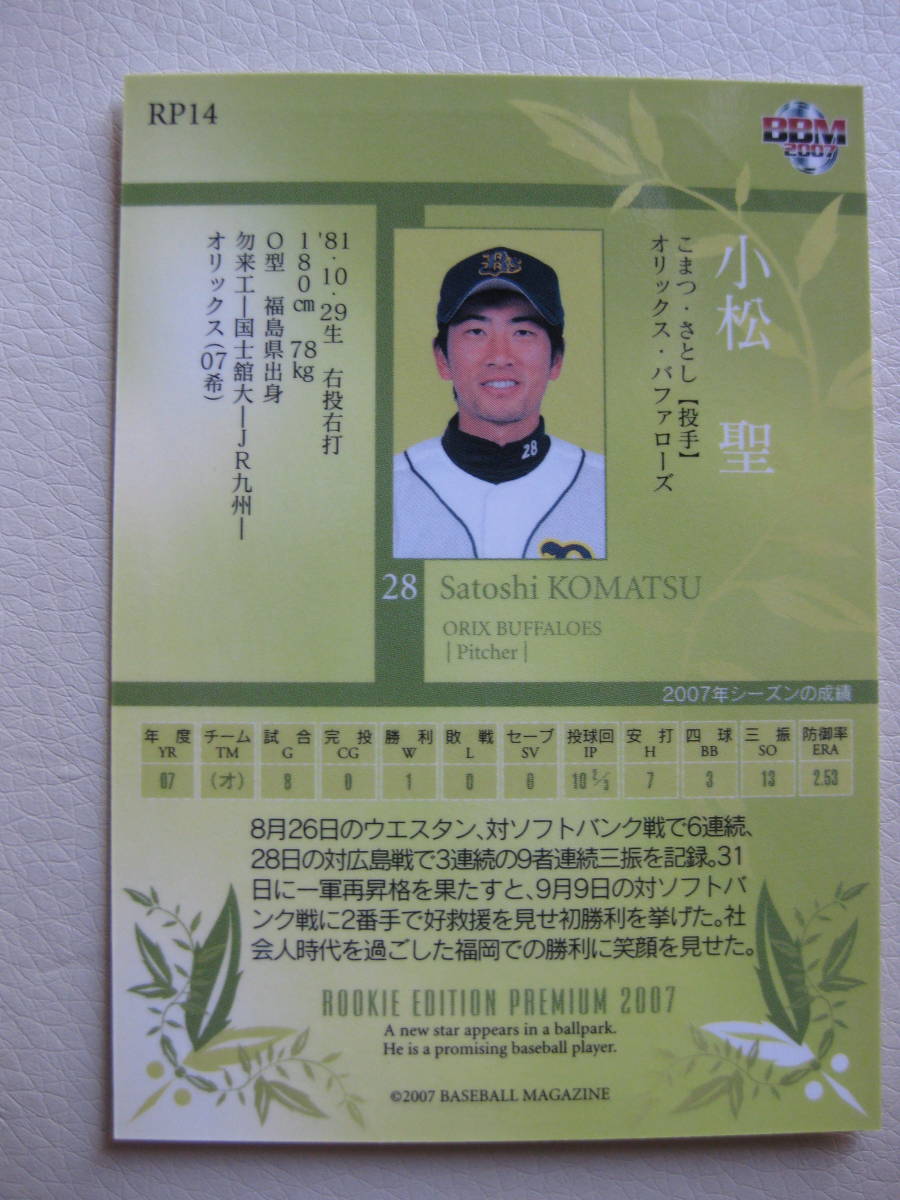 RP14
BBM
2007
小松 聖
こまつ・さとし【投手】
オリックス・バファローズ
B's
28
'81・10・29生 右投右打
180㎝ 78㎏
O型 福島県出身
勿来工―国士舘大―JR九州―
オリックス(07希)
28 Satoshi KOMATSU
ORIX BUFFALOES
| Pitcher |
2007年シーズンの成績
年度 チーム 試合 完投 勝利 敗戦 セーブ 投球回 安打 四球 三振 防御率
YR TM G CG W L SV IP H BB SO ERA
07 (オ) 8 0 1 0 0 10 2/3 7 3 13 2.53
8月26日のウエスタン、対ソフトバンク戦で6連続、
28日の対広島戦で3連続の9者連続三振を記録。31
日に一軍再昇格を果たすと、9月9日の対ソフトバ
ンク戦に2番手で好救援を見せ初勝利を挙げた。社
会人時代を過ごした福岡での勝利に笑顔を見せた。
ROOKIE EDITION PREMIUM 2007
A new star appears in a ballpark.
He is a promising baseball player.
©2007 BASEBALL MAGAZINE